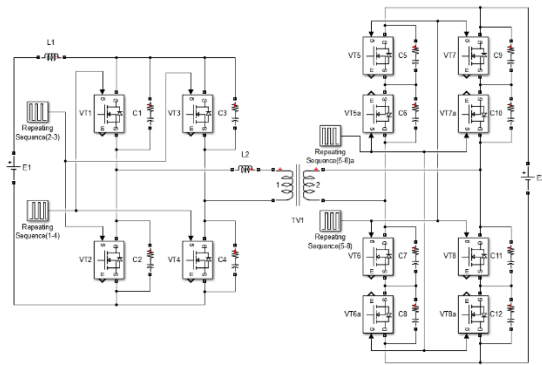 L1
VT1
C1
VT3
C3
Repeating
Sequence(2-3)
E1
Repeating
Sequence(1-4)
VT2
C2
VT4
C4
L2
1
2
TV1
VT5
C5
VT7
C9
VT5a
C6
VT7a
C10
Repeating
Sequence(5-8)a
Repeating
Sequence(5-8)
VT6
C7
VT8
C11
VT6a
C8
VT8a
C12